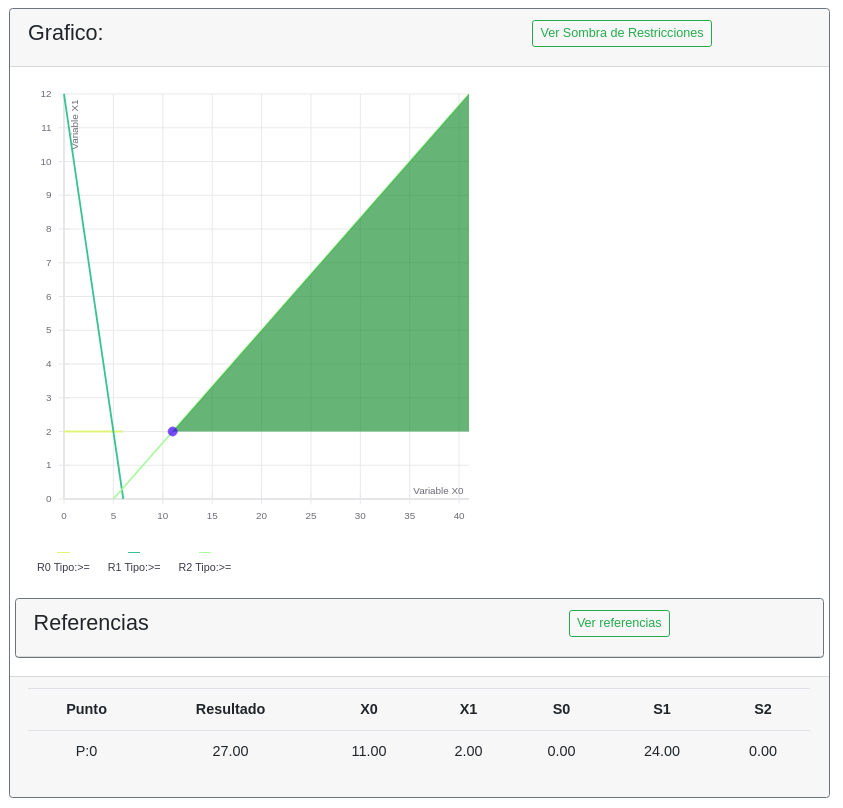 Grafico:
Ver Sombra de Restricciones
12
11
10
9
8
7
6
5
4
3
2
1
0
Variable X1
Variable X0
0 5 10 15 20 25 30 35 40
R0 Tipo:>= R1 Tipo:>= R2 Tipo:>=
Referencias
Ver referencias
Punto Resultado X0 X1 S0 S1 S2
P:0 27.00 11.00 2.00 0.00 24.00 0.00